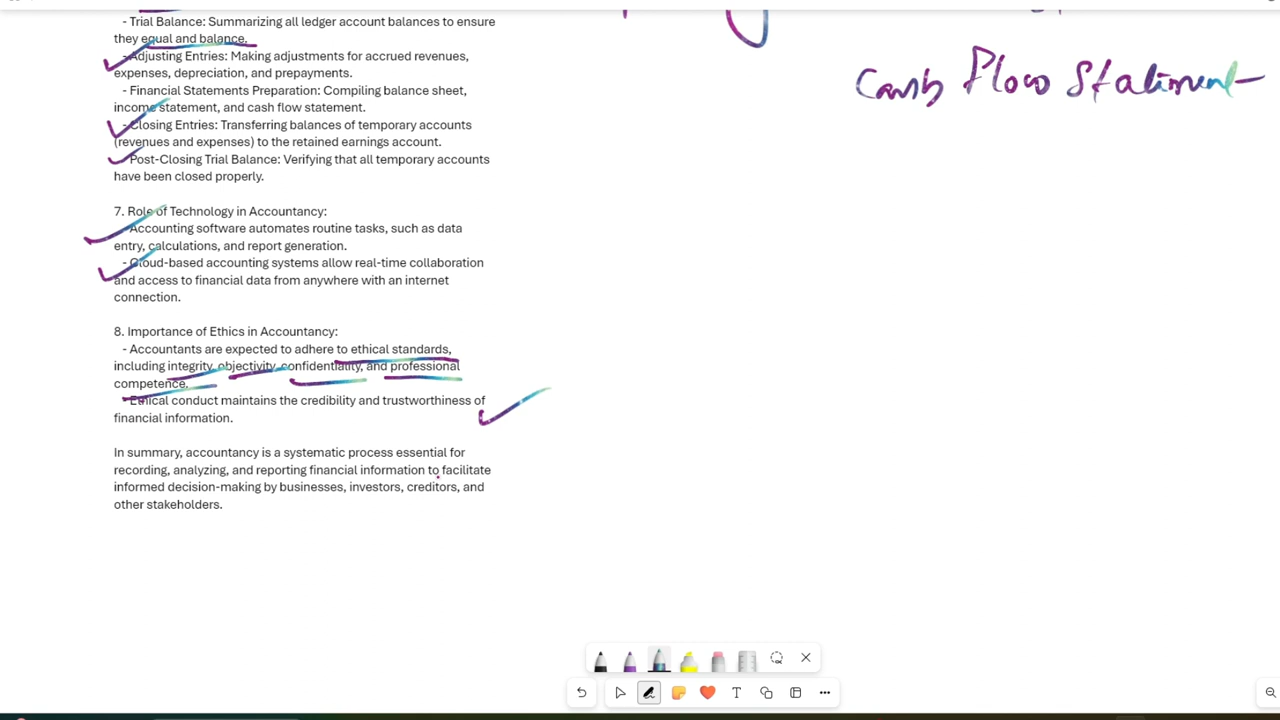 - Trial Balance: Summarizing all ledger account balances to ensure
they equal and balance.
- Adjusting Entries: Making adjustments for accrued revenues,
expenses, depreciation, and prepayments.
- Financial Statements Preparation: Compiling balance sheet,
income statement, and cash flow statement.
- Closing Entries: Transferring balances of temporary accounts
(revenues and expenses) to the retained earnings account.
- Post-Closing Trial Balance: Verifying that all temporary accounts
have been closed properly.
7. Role of Technology in Accountancy:
- Accounting software automates routine tasks, such as data
entry, calculations, and report generation.
- Cloud-based accounting systems allow real-time collaboration
and access to financial data from anywhere with an internet
connection.
8. Importance of Ethics in Accountancy:
- Accountants are expected to adhere to ethical standards,
including integrity, objectivity, confidentiality, and professional
competence.
- Ethical conduct maintains the credibility and trustworthiness of
financial information.
In summary, accountancy is a systematic process essential for
recording, analyzing, and reporting financial information to facilitate
informed decision-making by businesses, investors, creditors, and
other stakeholders.
Cash Flow Statement